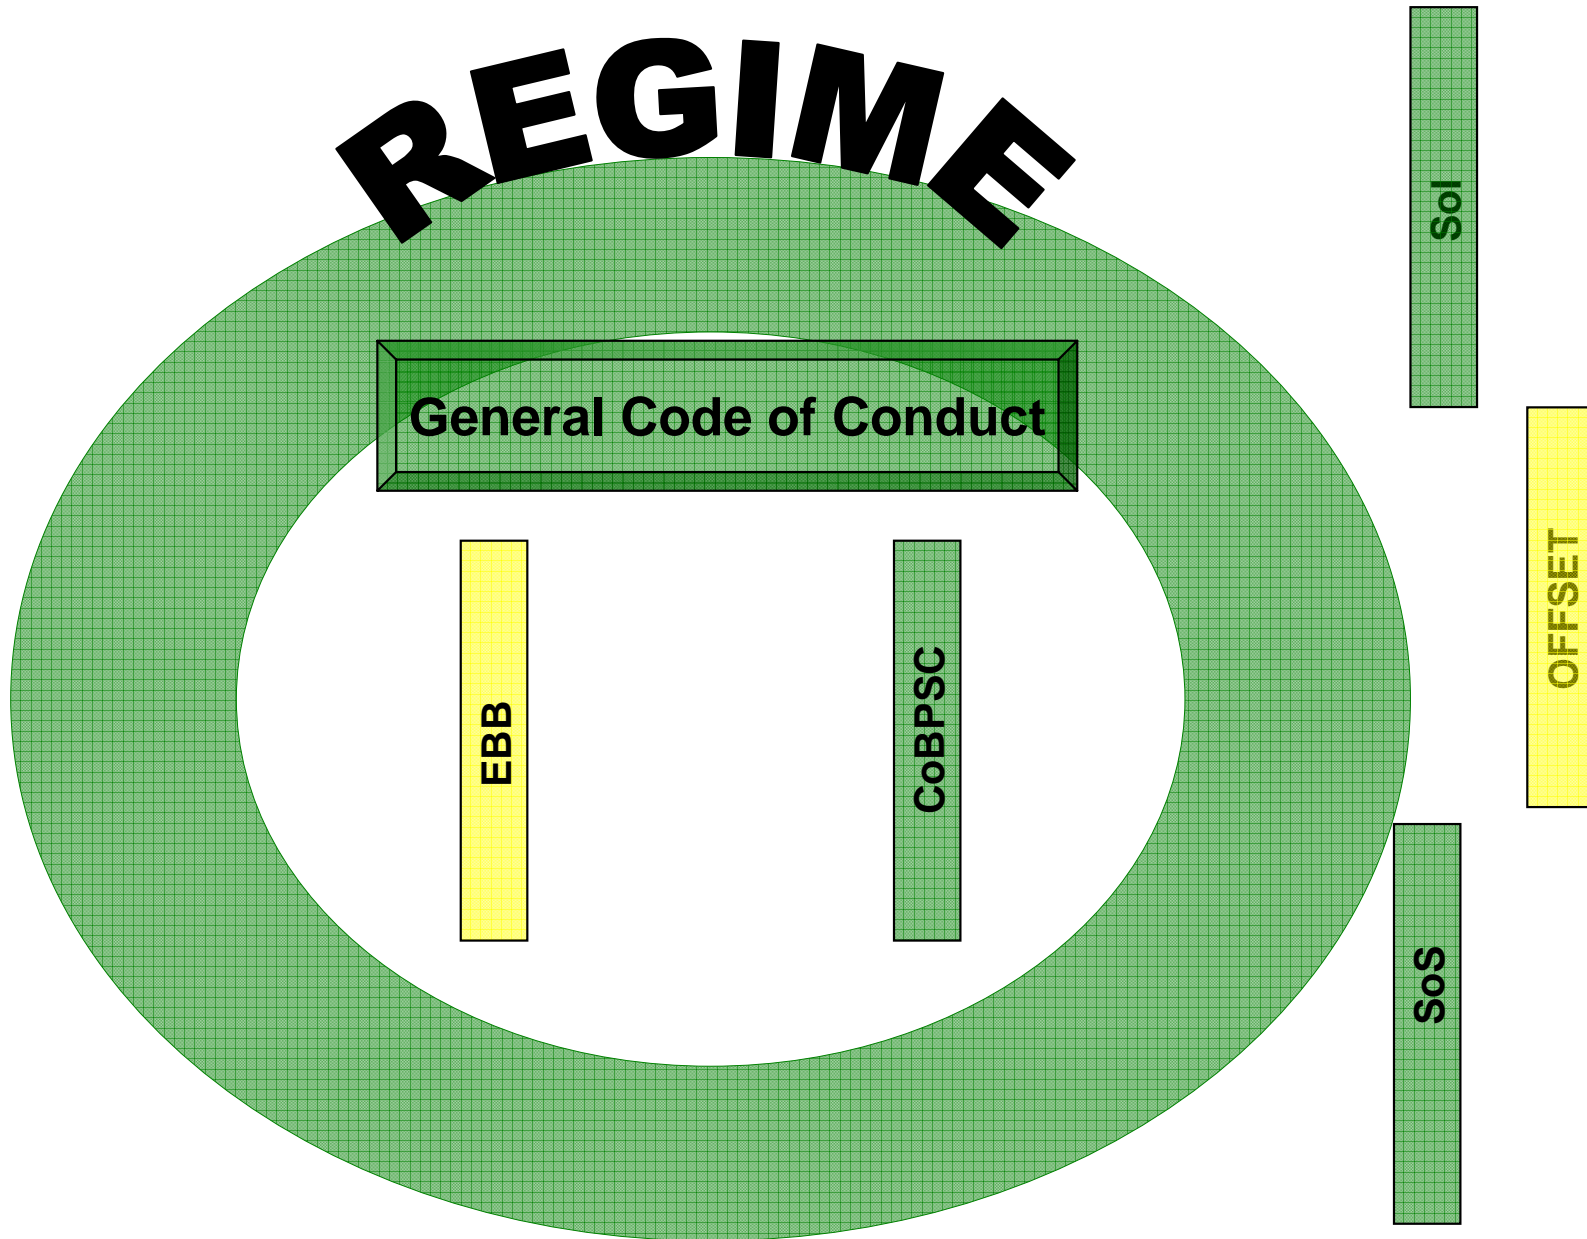 REGIME
General Code of Conduct
EBB
CoBPSC
SoI
OFFSET
SoS